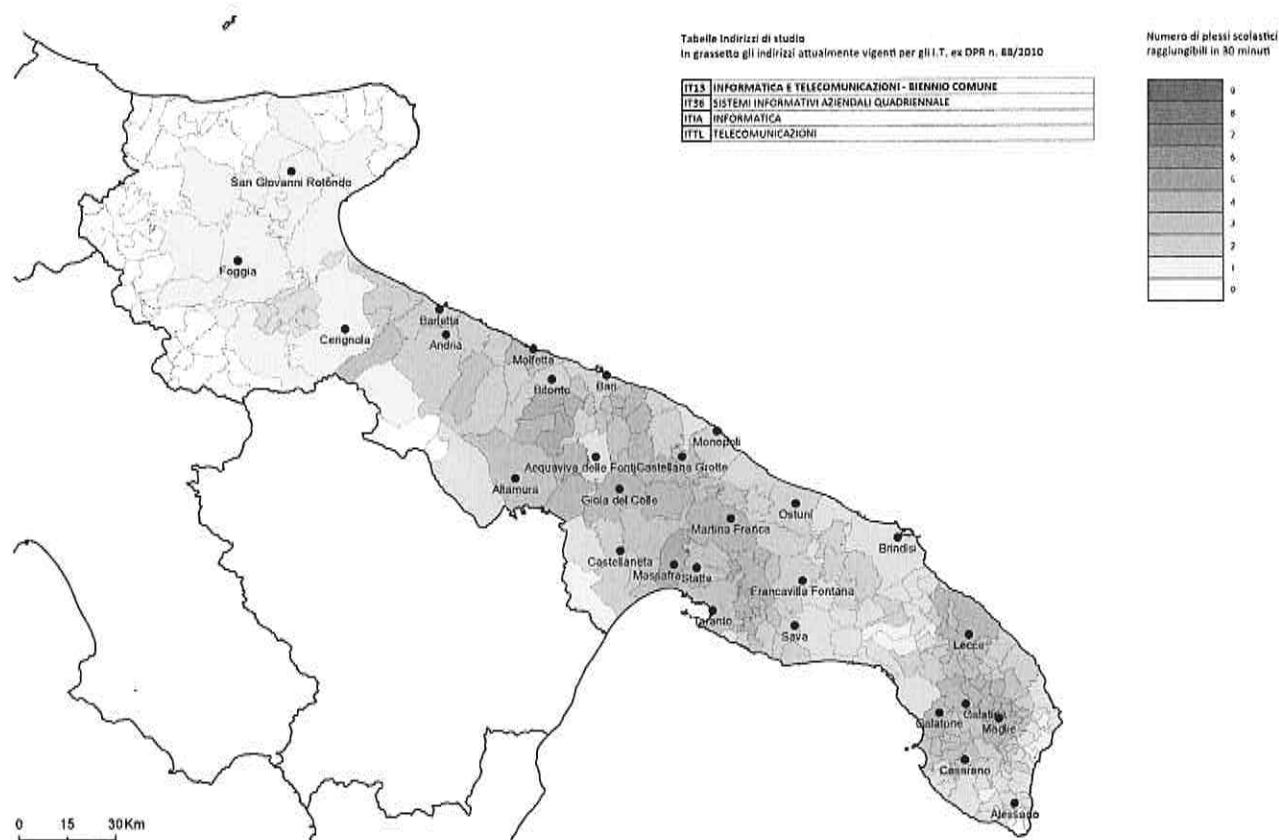 Tabelle Indirizzi di studio
In grassetto gli indirizzi attualmente vigenti per gli I.T. ex DPR n. 88/2010
IT13 INFORMATICA E TELECOMUNICAZIONI - BIENNIO COMUNE
IT36 SISTEMI INFORMATIVI AZIENDALI QUADRIENNALE
ITIA INFORMATICA
ITTL TELECOMUNICAZIONI
Numero di plessi scolastici
raggiungibili in 30 minuti
9
8
7
6
5
4
3
2
1
0
San Giovanni Rotondo
Foggia
Cerignola
Barletta
Andria
Molfetta
Bitonto
Bari
Monopoli
Acquaviva delle Fonti
Castellana Grotte
Altamura
Gioia del Colle
Martina Franca
Ostuni
Brindisi
Castellaneta
Massafra
Statte
Francavilla Fontana
Taranto
Sava
Lecce
Galatina
Galatone
Maglie
Casarano
Alessano
0 15 30 Km